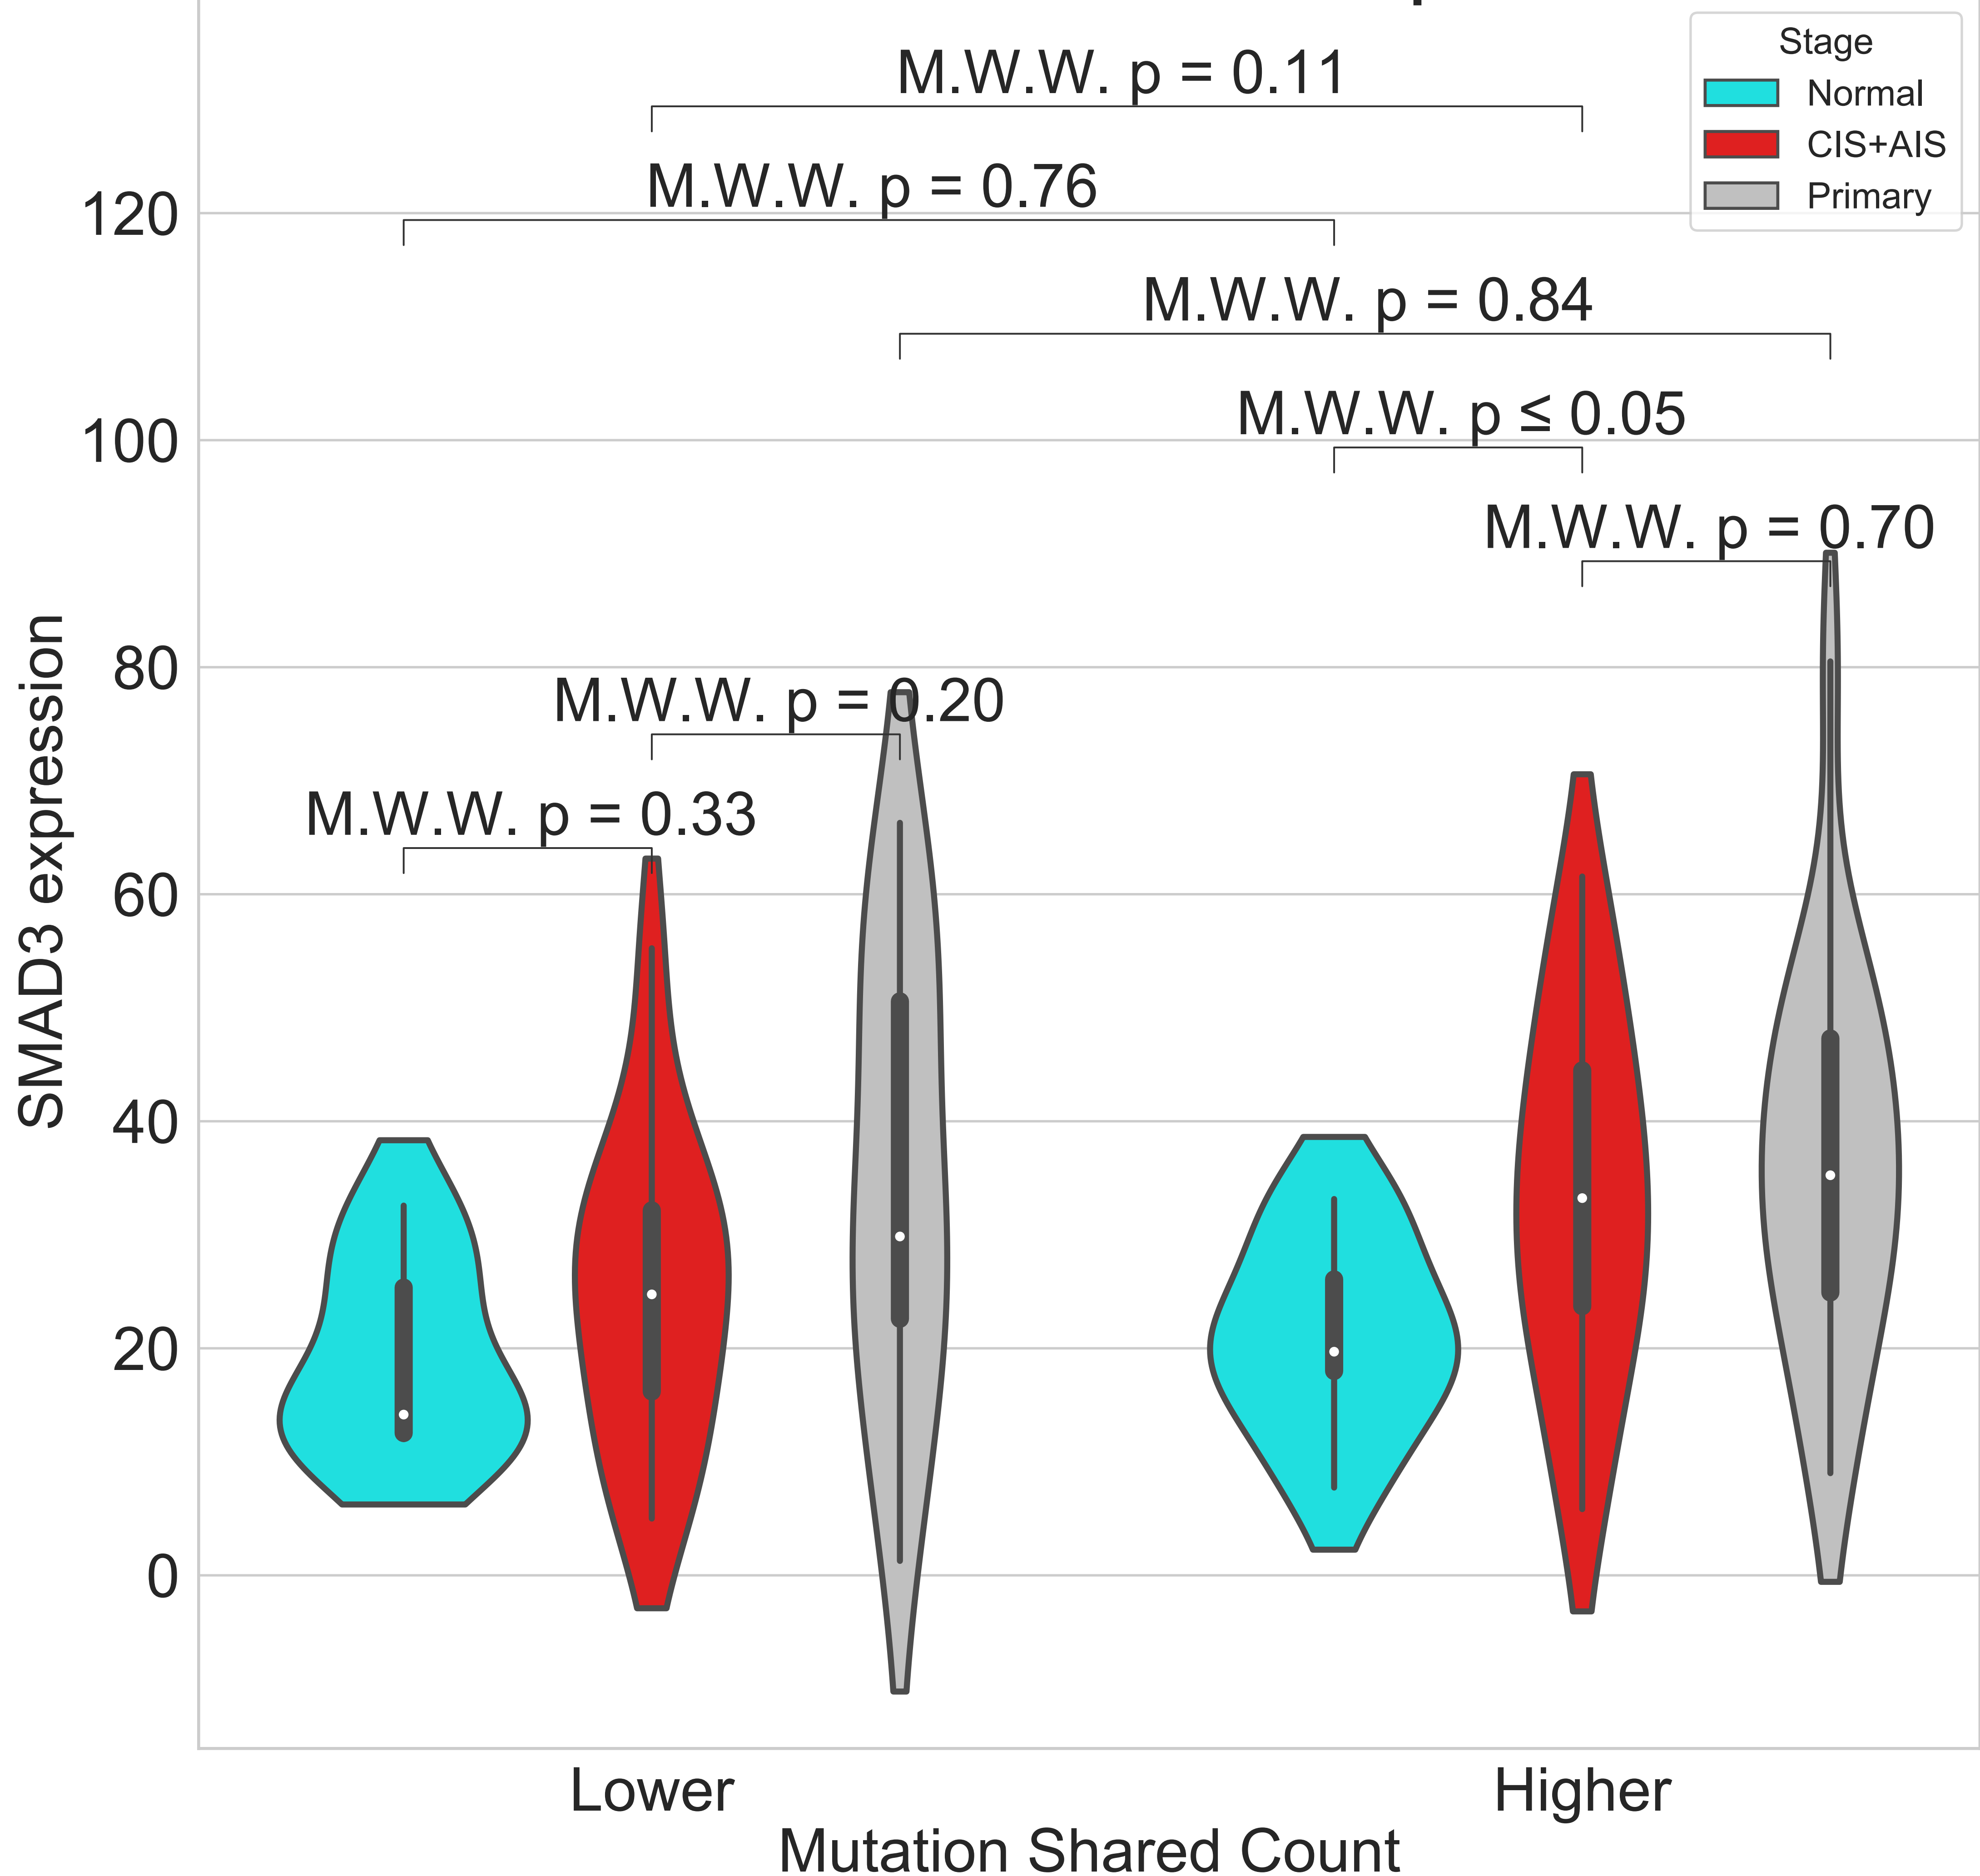 M.W.W. p = 0.11
Stage
Normal
CIS+AIS
Primary
M.W.W. p = 0.76
M.W.W. p = 0.84
M.W.W. p ≤ 0.05
M.W.W. p = 0.70
M.W.W. p = 0.20
M.W.W. p = 0.33
120
100
80
60
40
20
0
SMAD3 expression
Lower
Higher
Mutation Shared Count